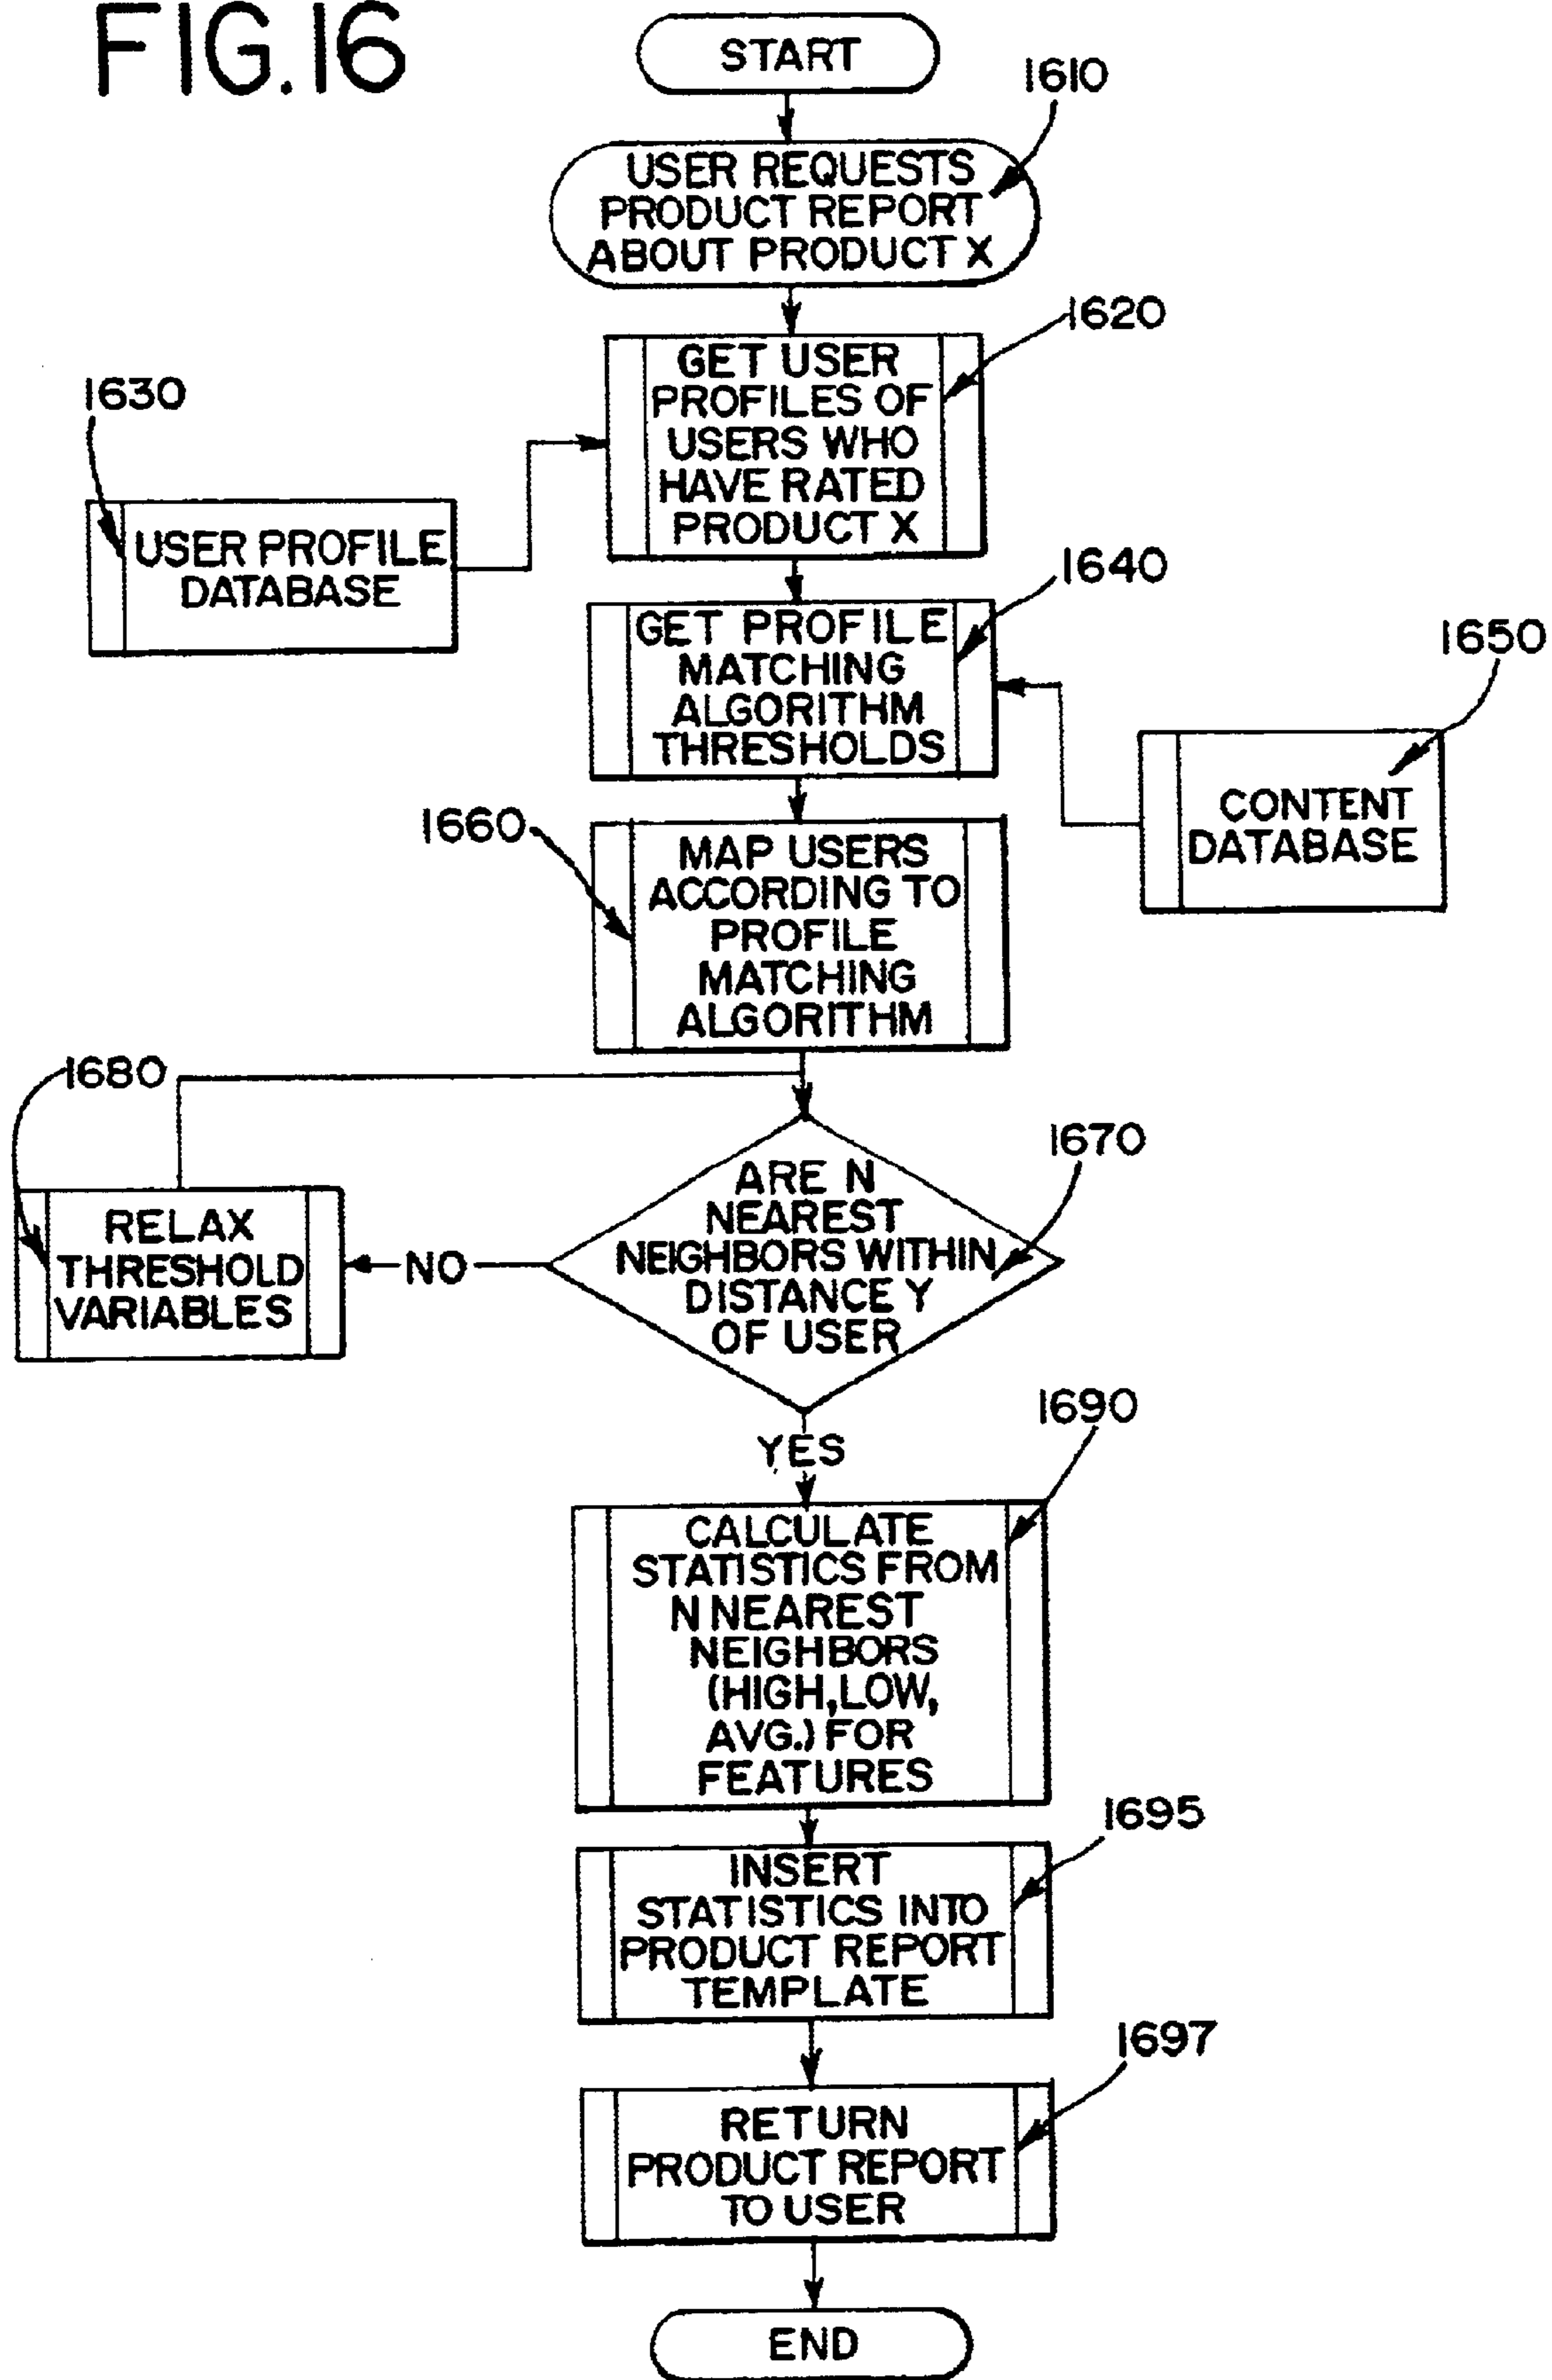 FIG.16
START
1610
USER REQUESTS
PRODUCT REPORT
ABOUT PRODUCT X
1620
GET USER
PROFILES OF
USERS WHO
HAVE RATED
PRODUCT X
1630
USER PROFILE
DATABASE
1640
GET PROFILE
MATCHING
ALGORITHM
THRESHOLDS
1650
CONTENT
DATABASE
1660
MAP USERS
ACCORDING TO
PROFILE
MATCHING
ALGORITHM
1680
RELAX
THRESHOLD
VARIABLES
NO
1670
ARE N
NEAREST
NEIGHBORS WITHIN
DISTANCE Y
OF USER
YES
1690
CALCULATE
STATISTICS FROM
N NEAREST
NEIGHBORS
(HIGH,LOW,
AVG.) FOR
FEATURES
1695
INSERT
STATISTICS INTO
PRODUCT REPORT
TEMPLATE
1697
RETURN
PRODUCT REPORT
TO USER
END